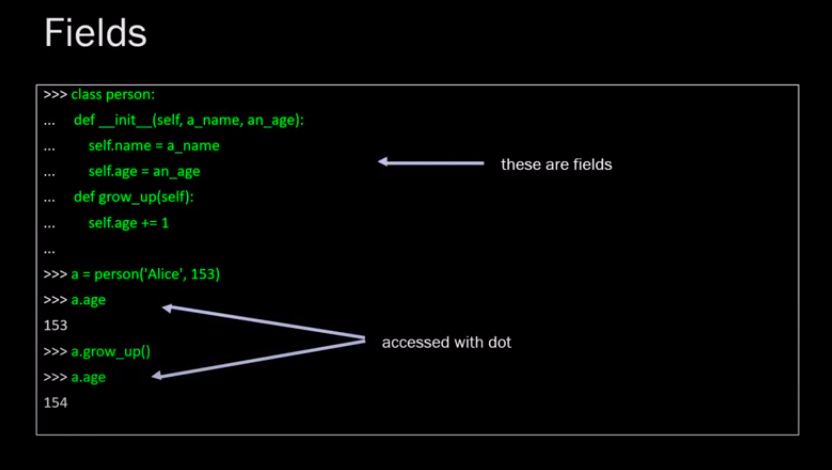 Fields
>>> class person:
...    def __init__(self, a_name, an_age):
...        self.name = a_name
...        self.age = an_age
these are fields
...    def grow_up(self):
...        self.age += 1
...
>>> a = person('Alice', 153)
>>> a.age
153
accessed with dot
>>> a.grow_up()
>>> a.age
154